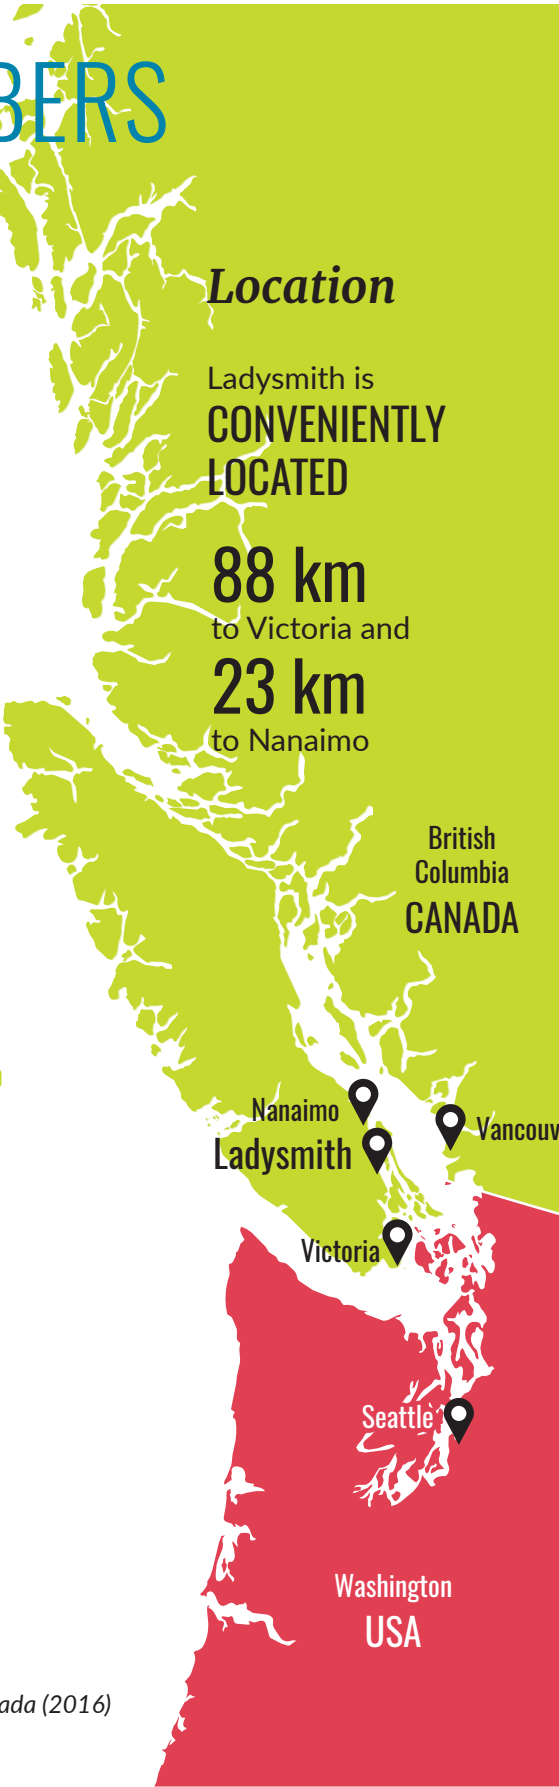 BERS
Location
Ladysmith is
CONVENIENTLY
LOCATED
88 km
to Victoria and
23 km
to Nanaimo
British
Columbia
CANADA
Nanaimo
Vancouv
Ladysmith
Victoria
Seattle
Washington
USA
ada (2016)